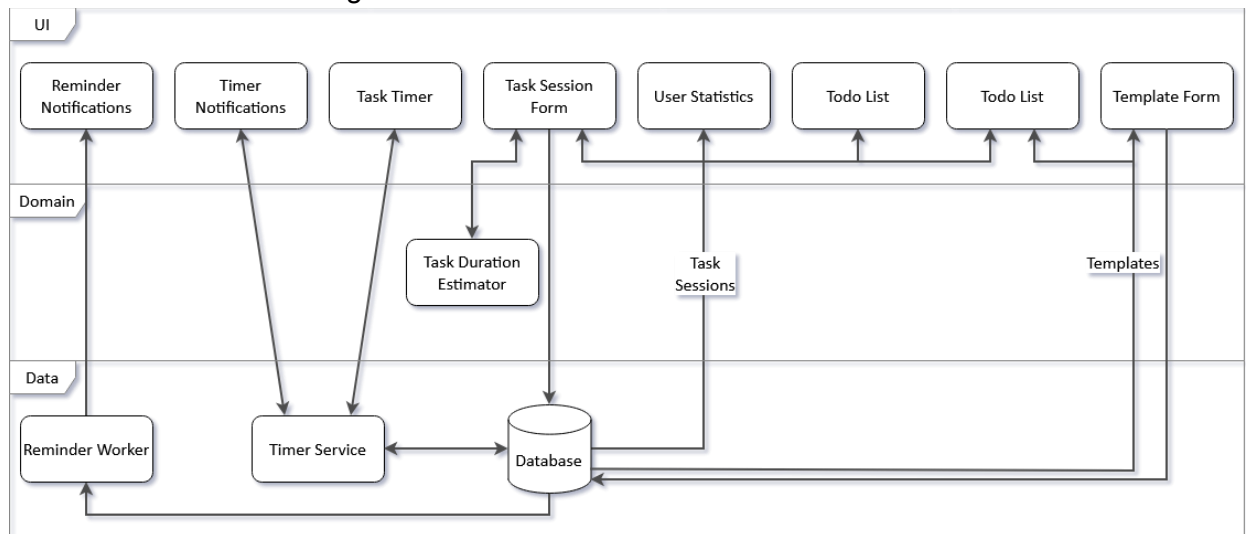 UI
Reminder
Notifications
Timer
Notifications
Task Timer
Task Session
Form
User Statistics
Todo List
Todo List
Template Form
Domain
Task Duration
Estimator
Task
Sessions
Templates
Data
Reminder Worker
Timer Service
Database